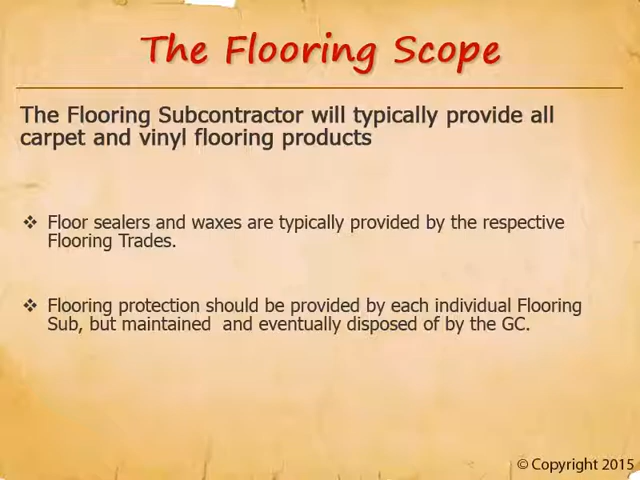 The Flooring Scope
The Flooring Subcontractor will typically provide all
carpet and vinyl flooring products
❖ Floor sealers and waxes are typically provided by the respective
Flooring Trades.
❖ Flooring protection should be provided by each individual Flooring
Sub, but maintained  and eventually disposed of by the GC.
© Copyright 2015